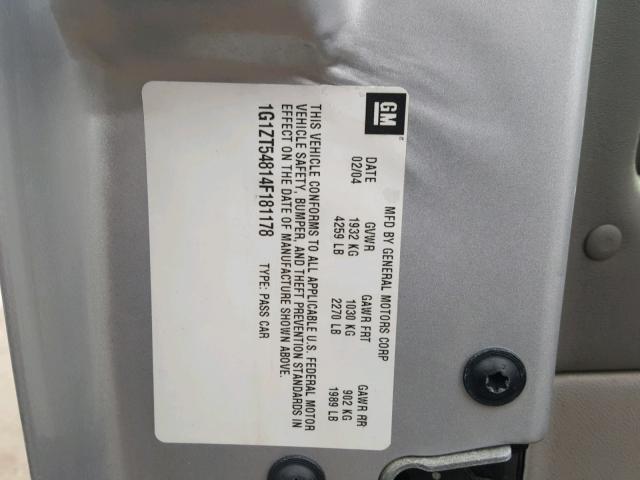 GM
MFD BY GENERAL MOTORS CORP
DATE GVWR GAWR FRT GAWR RR
02/04 1932 KG 1030 KG 902 KG
4259 LB 2270 LB 1989 LB
THIS VEHICLE CONFORMS TO ALL APPLICABLE U.S. FEDERAL MOTOR
VEHICLE SAFETY, BUMPER, AND THEFT PREVENTION STANDARDS IN
EFFECT ON THE DATE OF MANUFACTURE SHOWN ABOVE.
1G1ZT54814F181178 TYPE: PASS CAR